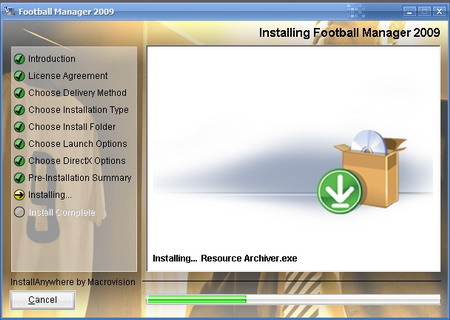 Football Manager 2009
Installing Football Manager 2009
Introduction
License Agreement
Choose Delivery Method
Choose Installation Type
Choose Install Folder
Choose Launch Options
Choose DirectX Options
Pre-Installation Summary
Installing...
Install Complete
Installing... Resource Archiver.exe
InstallAnywhere by Macrovision
Cancel